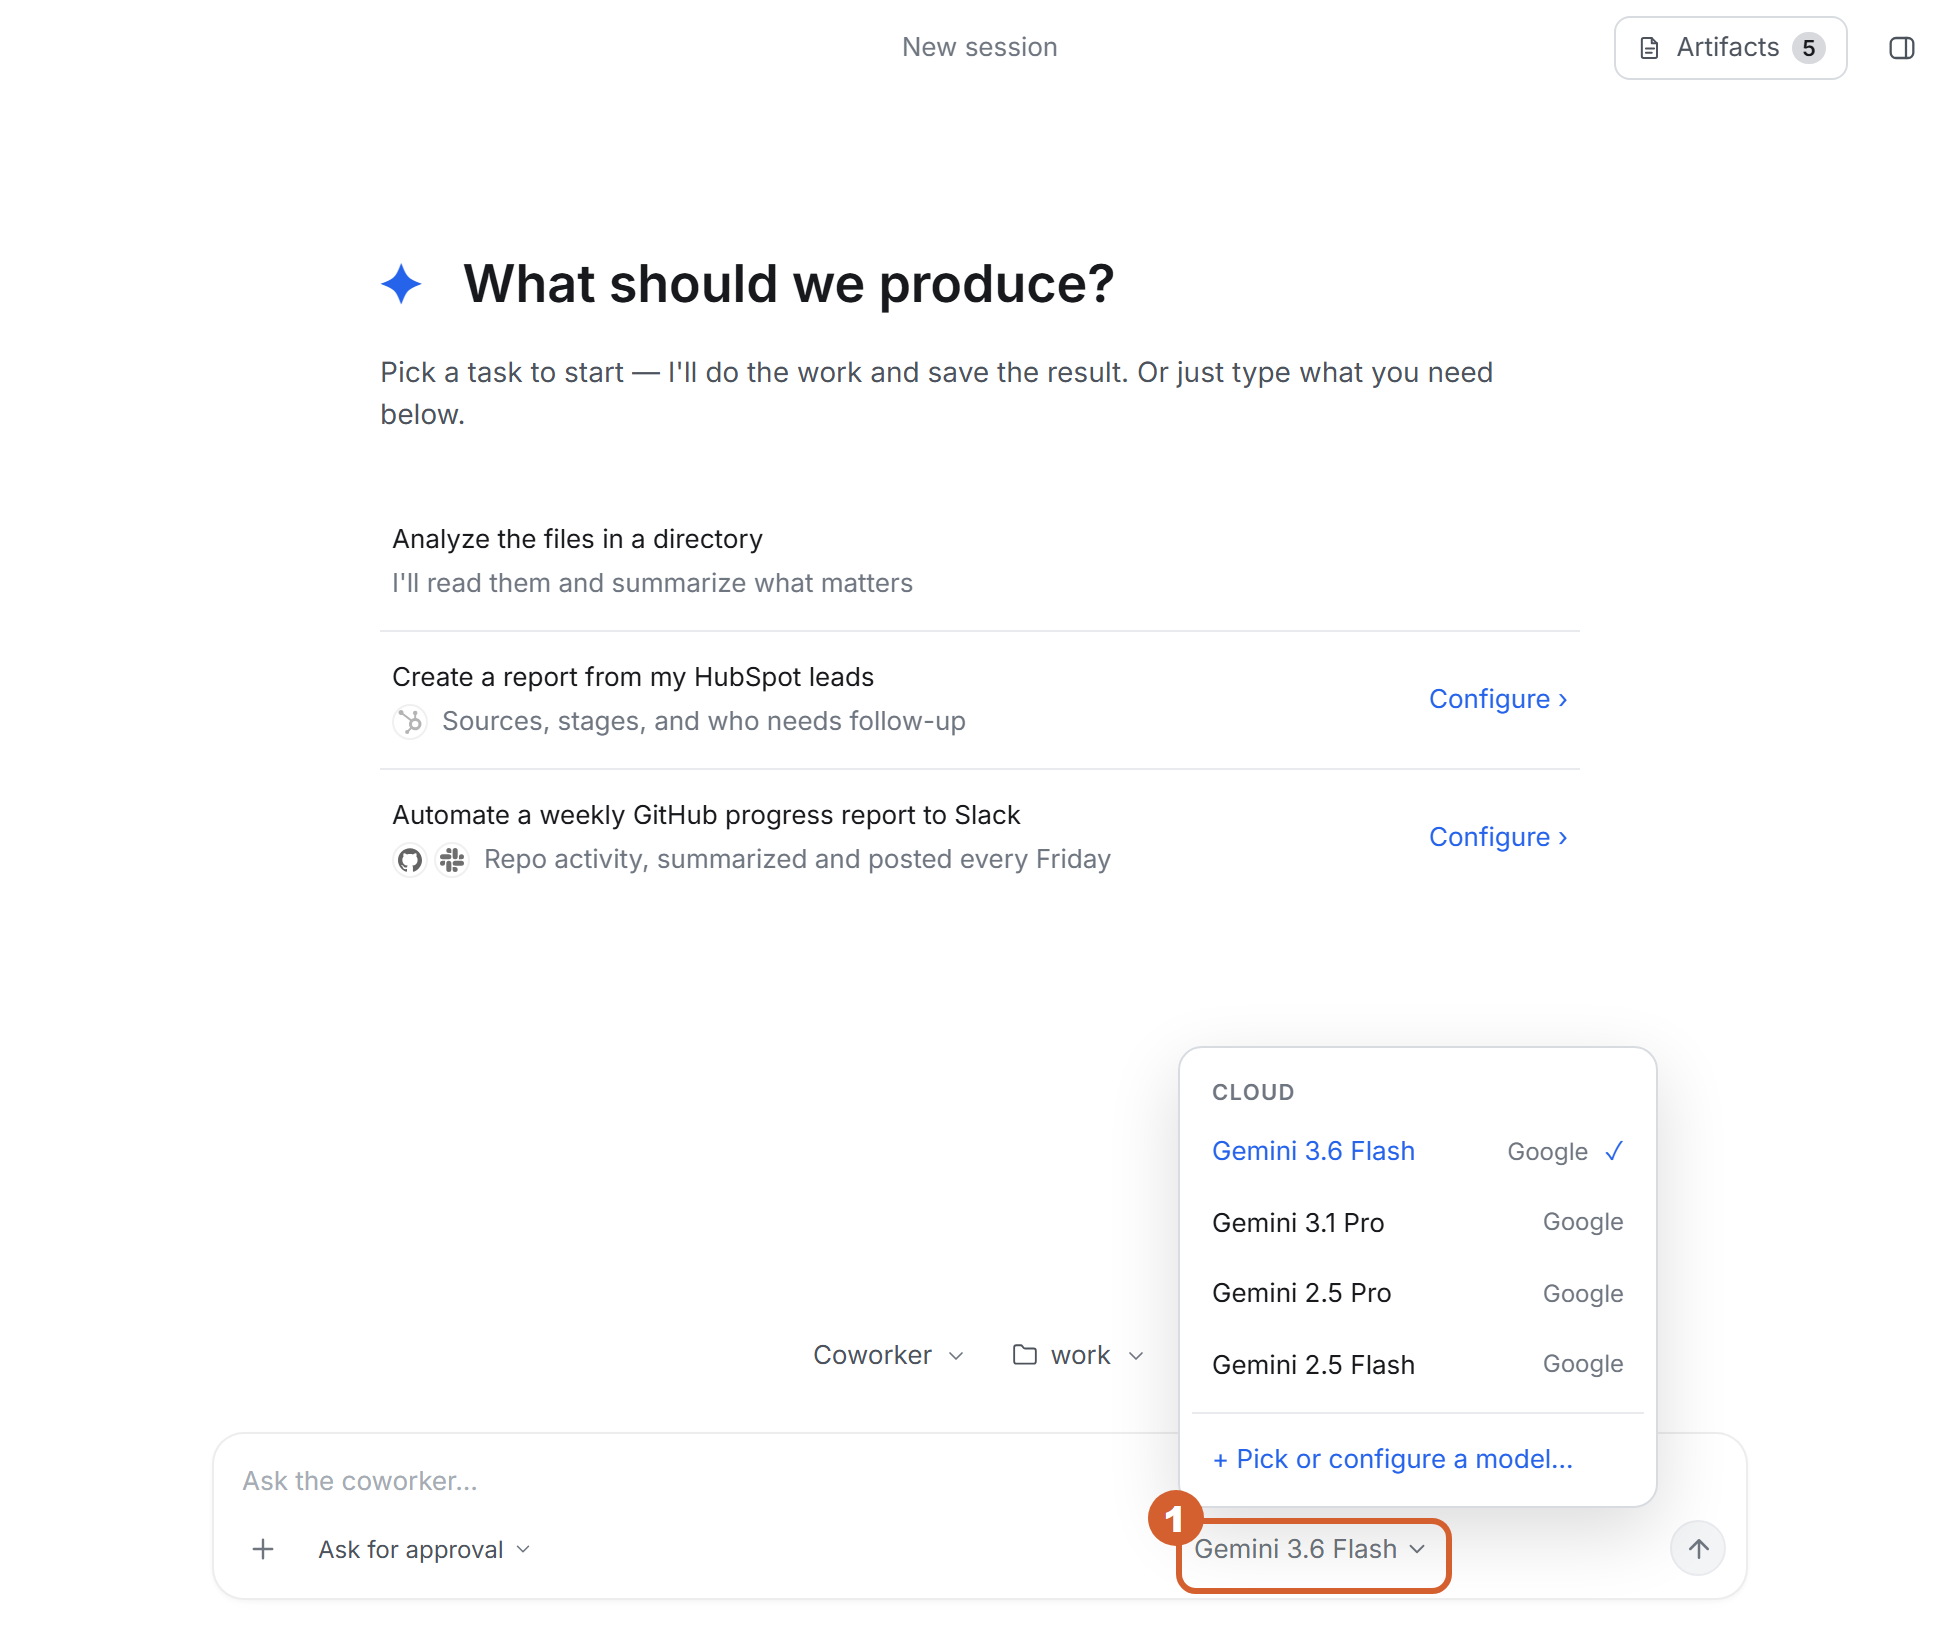 New session
Artifacts 5
What should we produce?
Pick a task to start — I'll do the work and save the result. Or just type what you need
below.
Analyze the files in a directory
I'll read them and summarize what matters
Create a report from my HubSpot leads
Sources, stages, and who needs follow-up
Configure ›
Automate a weekly GitHub progress report to Slack
Repo activity, summarized and posted every Friday
Configure ›
CLOUD
Gemini 3.6 Flash Google ✓
Gemini 3.1 Pro Google
Gemini 2.5 Pro Google
Gemini 2.5 Flash Google
+ Pick or configure a model...
Coworker
work
Ask the coworker...
Ask for approval
1
Gemini 3.6 Flash